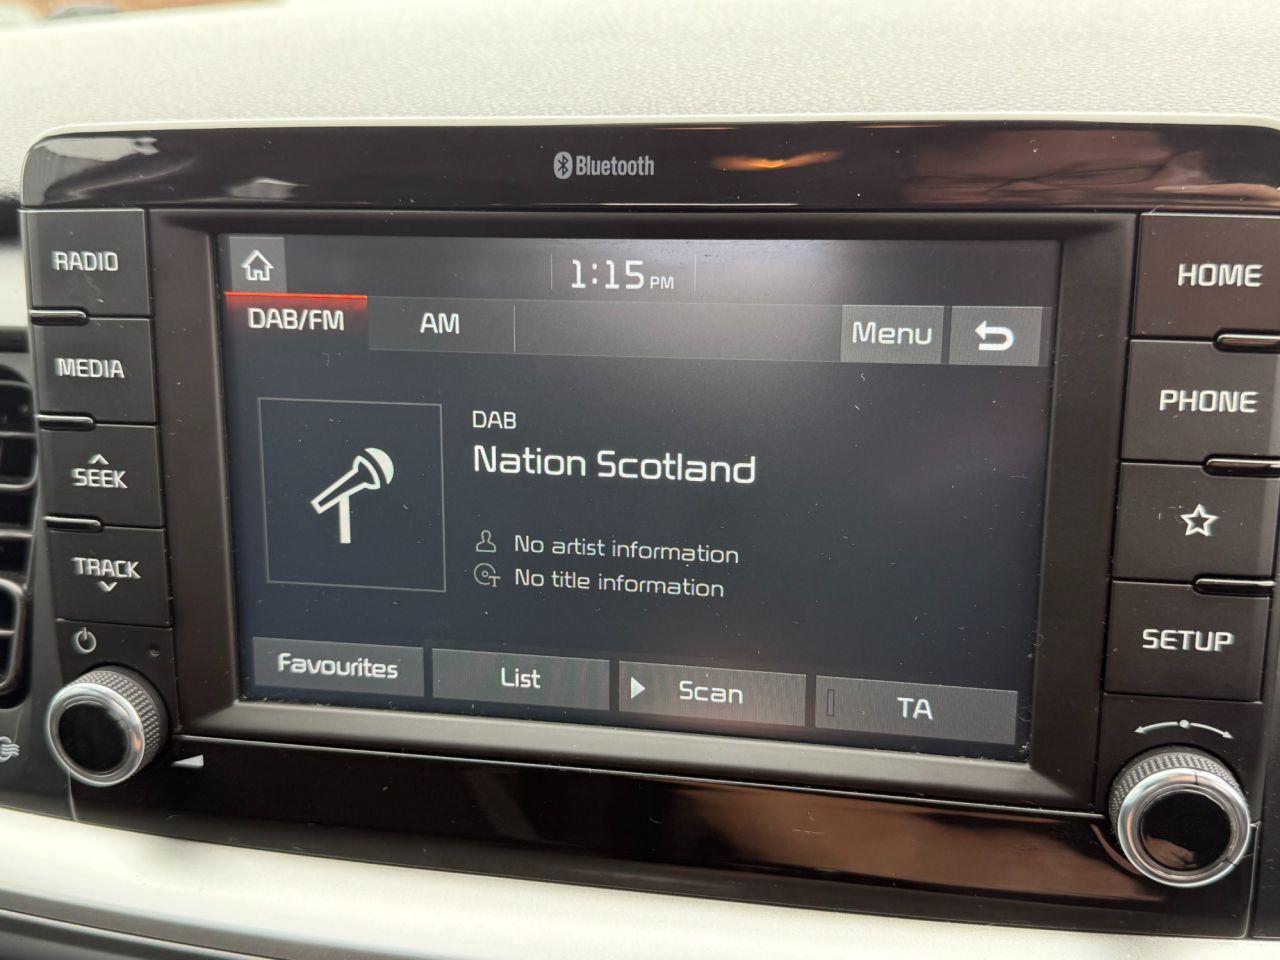 Bluetooth
RADIO
MEDIA
SEEK
TRACK
1:15 PM
DAB/FM
AM
Menu
DAB
Nation Scotland
No artist information
No title information
Favourites
List
Scan
TA
HOME
PHONE
SETUP